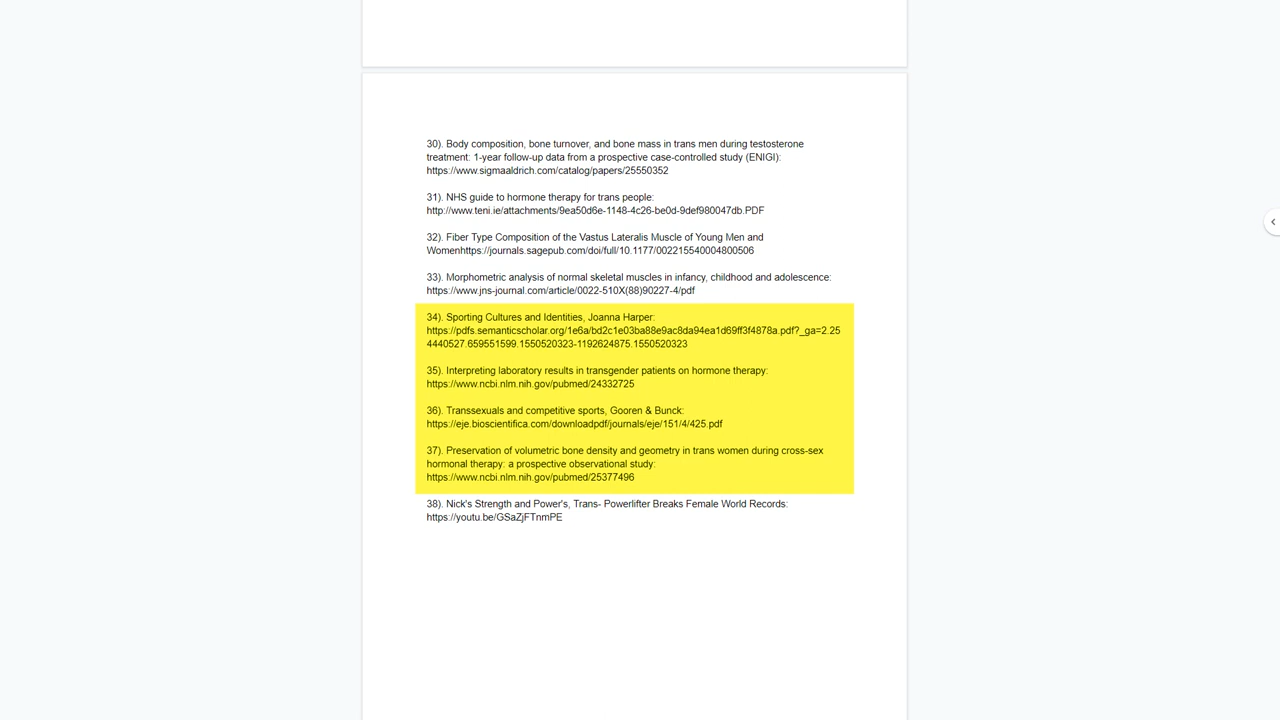 30). Body composition, bone turnover, and bone mass in trans men during testosterone
treatment: 1-year follow-up data from a prospective case-controlled study (ENIGI):
https://www.sigmaaldrich.com/catalog/papers/25550352
31). NHS guide to hormone therapy for trans people:
http://www.teni.ie/attachments/9ea50d6e-1148-4c26-be0d-9def980047db.PDF
32). Fiber Type Composition of the Vastus Lateralis Muscle of Young Men and
Womenhttps://journals.sagepub.com/doi/full/10.1177/002215540004800506
33). Morphometric analysis of normal skeletal muscles in infancy, childhood and adolescence:
https://www.jns-journal.com/article/0022-510X(88)90227-4/pdf
34). Sporting Cultures and Identities, Joanna Harper:
https://pdfs.semanticscholar.org/1e6a/bd2c1e03ba88e9ac8da94ea1d69ff3f4878a.pdf?_ga=2.25
4440527.659551599.1550520323-1192624875.1550520323
35). Interpreting laboratory results in transgender patients on hormone therapy:
https://www.ncbi.nlm.nih.gov/pubmed/24332725
36). Transsexuals and competitive sports, Gooren & Bunck:
https://eje.bioscientifica.com/downloadpdf/journals/eje/151/4/425.pdf
37). Preservation of volumetric bone density and geometry in trans women during cross-sex
hormonal therapy: a prospective observational study:
https://www.ncbi.nlm.nih.gov/pubmed/25377496
38). Nick's Strength and Power's, Trans- Powerlifter Breaks Female World Records:
https://youtu.be/GSaZjFTnmPE